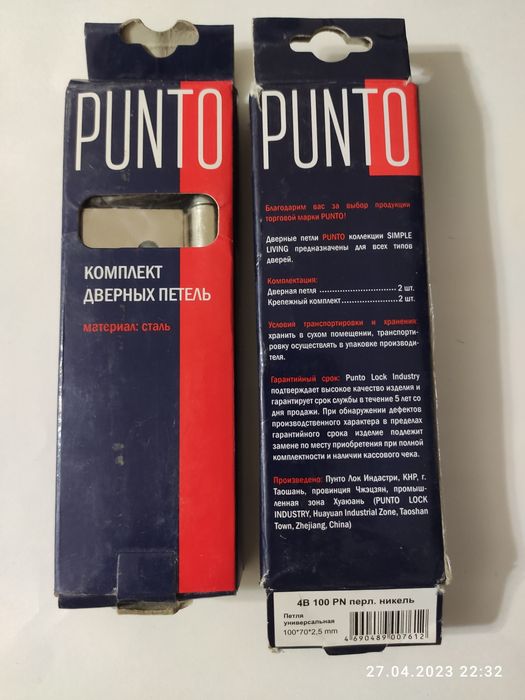 PUNTO
КОМПЛЕКТ
ДВЕРНЫХ ПЕТЕЛЬ
материал: сталь
PUNTO
Благодарим вас за выбор продукции
торговой марки PUNTO!
Дверные петли PUNTO коллекции SIMPLE
LIVING предназначены для всех типов
дверей.
Комплектация:
Дверная петля ............................ 2 шт.
Крепежный комплект .................... 2 шт.
Условия транспортировки и хранения:
хранить в сухом помещении, транспорти-
ровку осуществлять в упаковке производи-
теля.
Гарантийный срок: Punto Lock Industry
подтверждает высокое качество изделия и
гарантирует срок службы в течение 5 лет со
дня продажи. При обнаружении дефектов
производственного характера в пределах
гарантийного срока изделие подлежит
замене по месту приобретения при полной
комплектности и наличии кассового чека.
Произведено: Пунто Лок Индастри, КНР, г.
Таошань, провинция Чжэцзян, промыш-
ленная зона Хуаюань (PUNTO LOCK
INDUSTRY, Huayuan Industrial Zone, Taoshan
Town, Zhejiang, China)
4B 100 PN перл. никель
Петля
универсальная
100*70*2,5 mm
4 690489 007612
27.04.2023 22:32